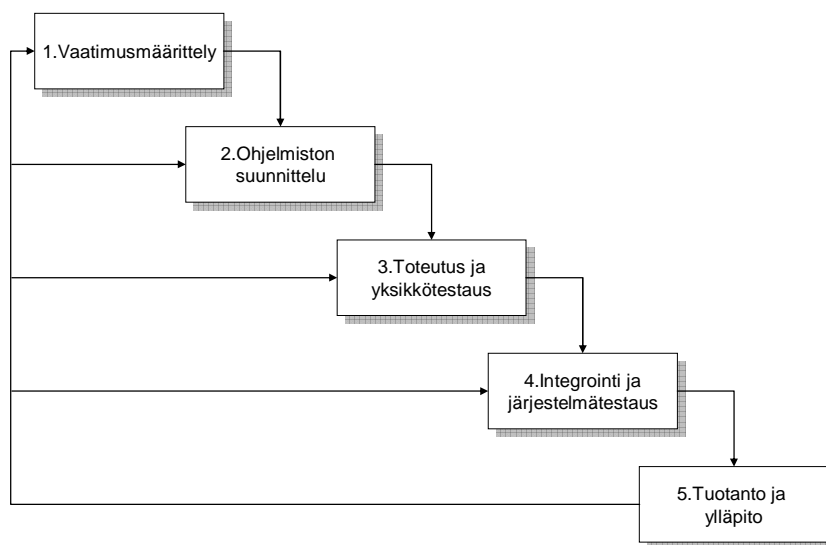 1.Vaatimusmäärittely
2.Ohjelmiston
suunnittelu
3.Toteutus ja
yksikkötestaus
4.Integrointi ja
järjestelmätestaus
5.Tuotanto ja
ylläpito